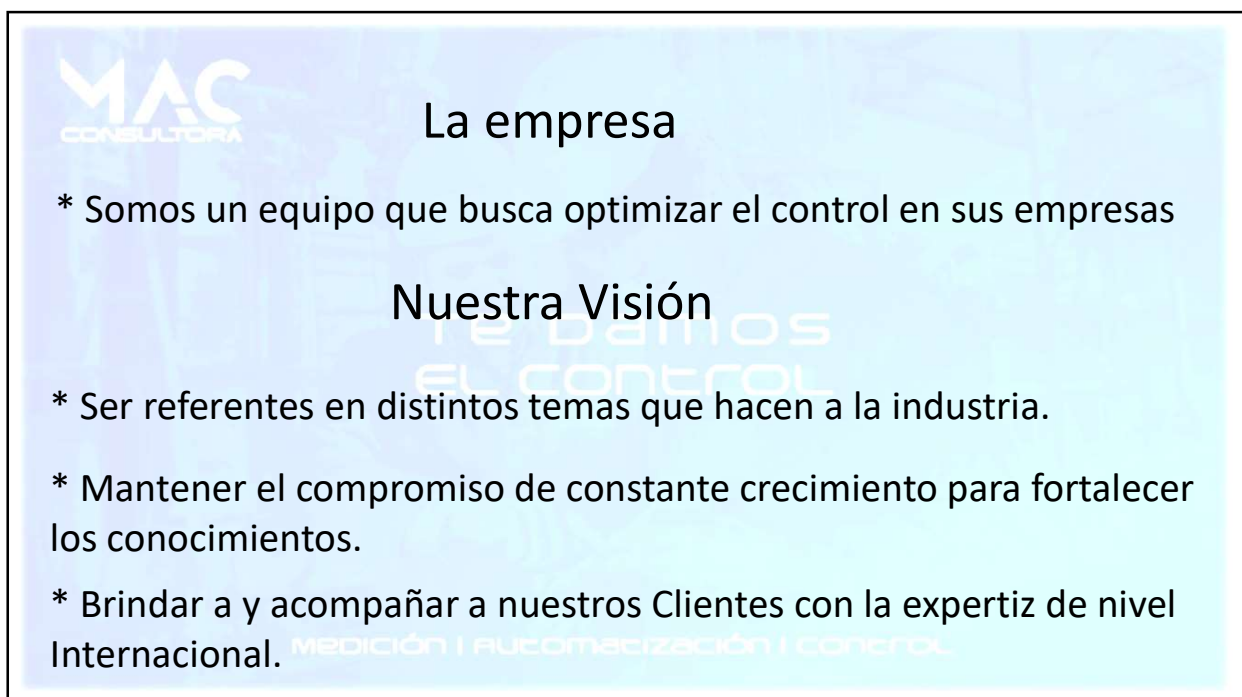 MAC
CONSULTORA
La empresa
* Somos un equipo que busca optimizar el control en sus empresas
Nuestra Visión
Te Damos
EL CONTROL
* Ser referentes en distintos temas que hacen a la industria.
* Mantener el compromiso de constante crecimiento para fortalecer
los conocimientos.
* Brindar a y acompañar a nuestros Clientes con la expertiz de nivel
Internacional.
MEDICIÓN | AUTOMATIZACIÓN | CONTROL